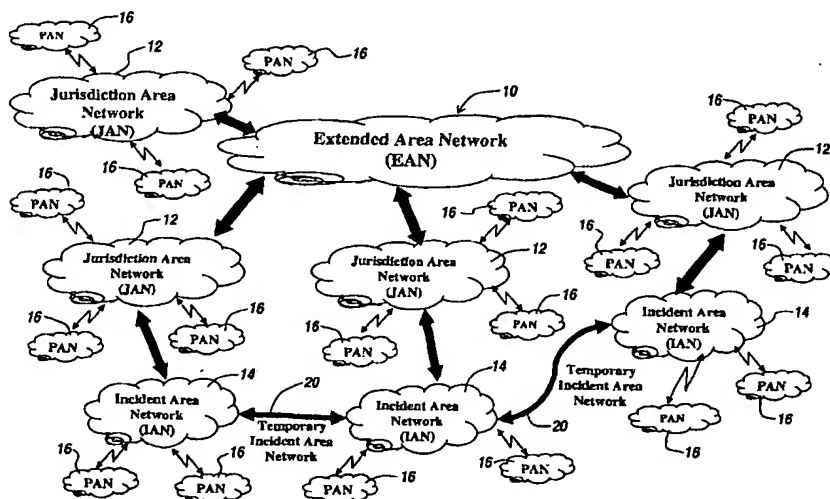 16
PAN
12
16
PAN
Jurisdiction Area
Network
(JAN)
10
16
PAN
Extended Area Network
(EAN)
16
PAN
12
Jurisdiction Area
Network
(JAN)
16
PAN
12
Jurisdiction Area
Network
(JAN)
16
PAN
12
Jurisdiction Area
Network
(JAN)
16
PAN
16
PAN
16
PAN
16
PAN
16
PAN
16
PAN
Incident Area
Network
(IAN)
14
14
Incident Area
Network
(IAN)
20
Temporary
Incident Area
Network
14
Incident Area
Network
(IAN)
Temporary
Incident Area
Network
20
16
PAN
16
PAN
16
PAN
16
PAN
16
PAN
16
PAN